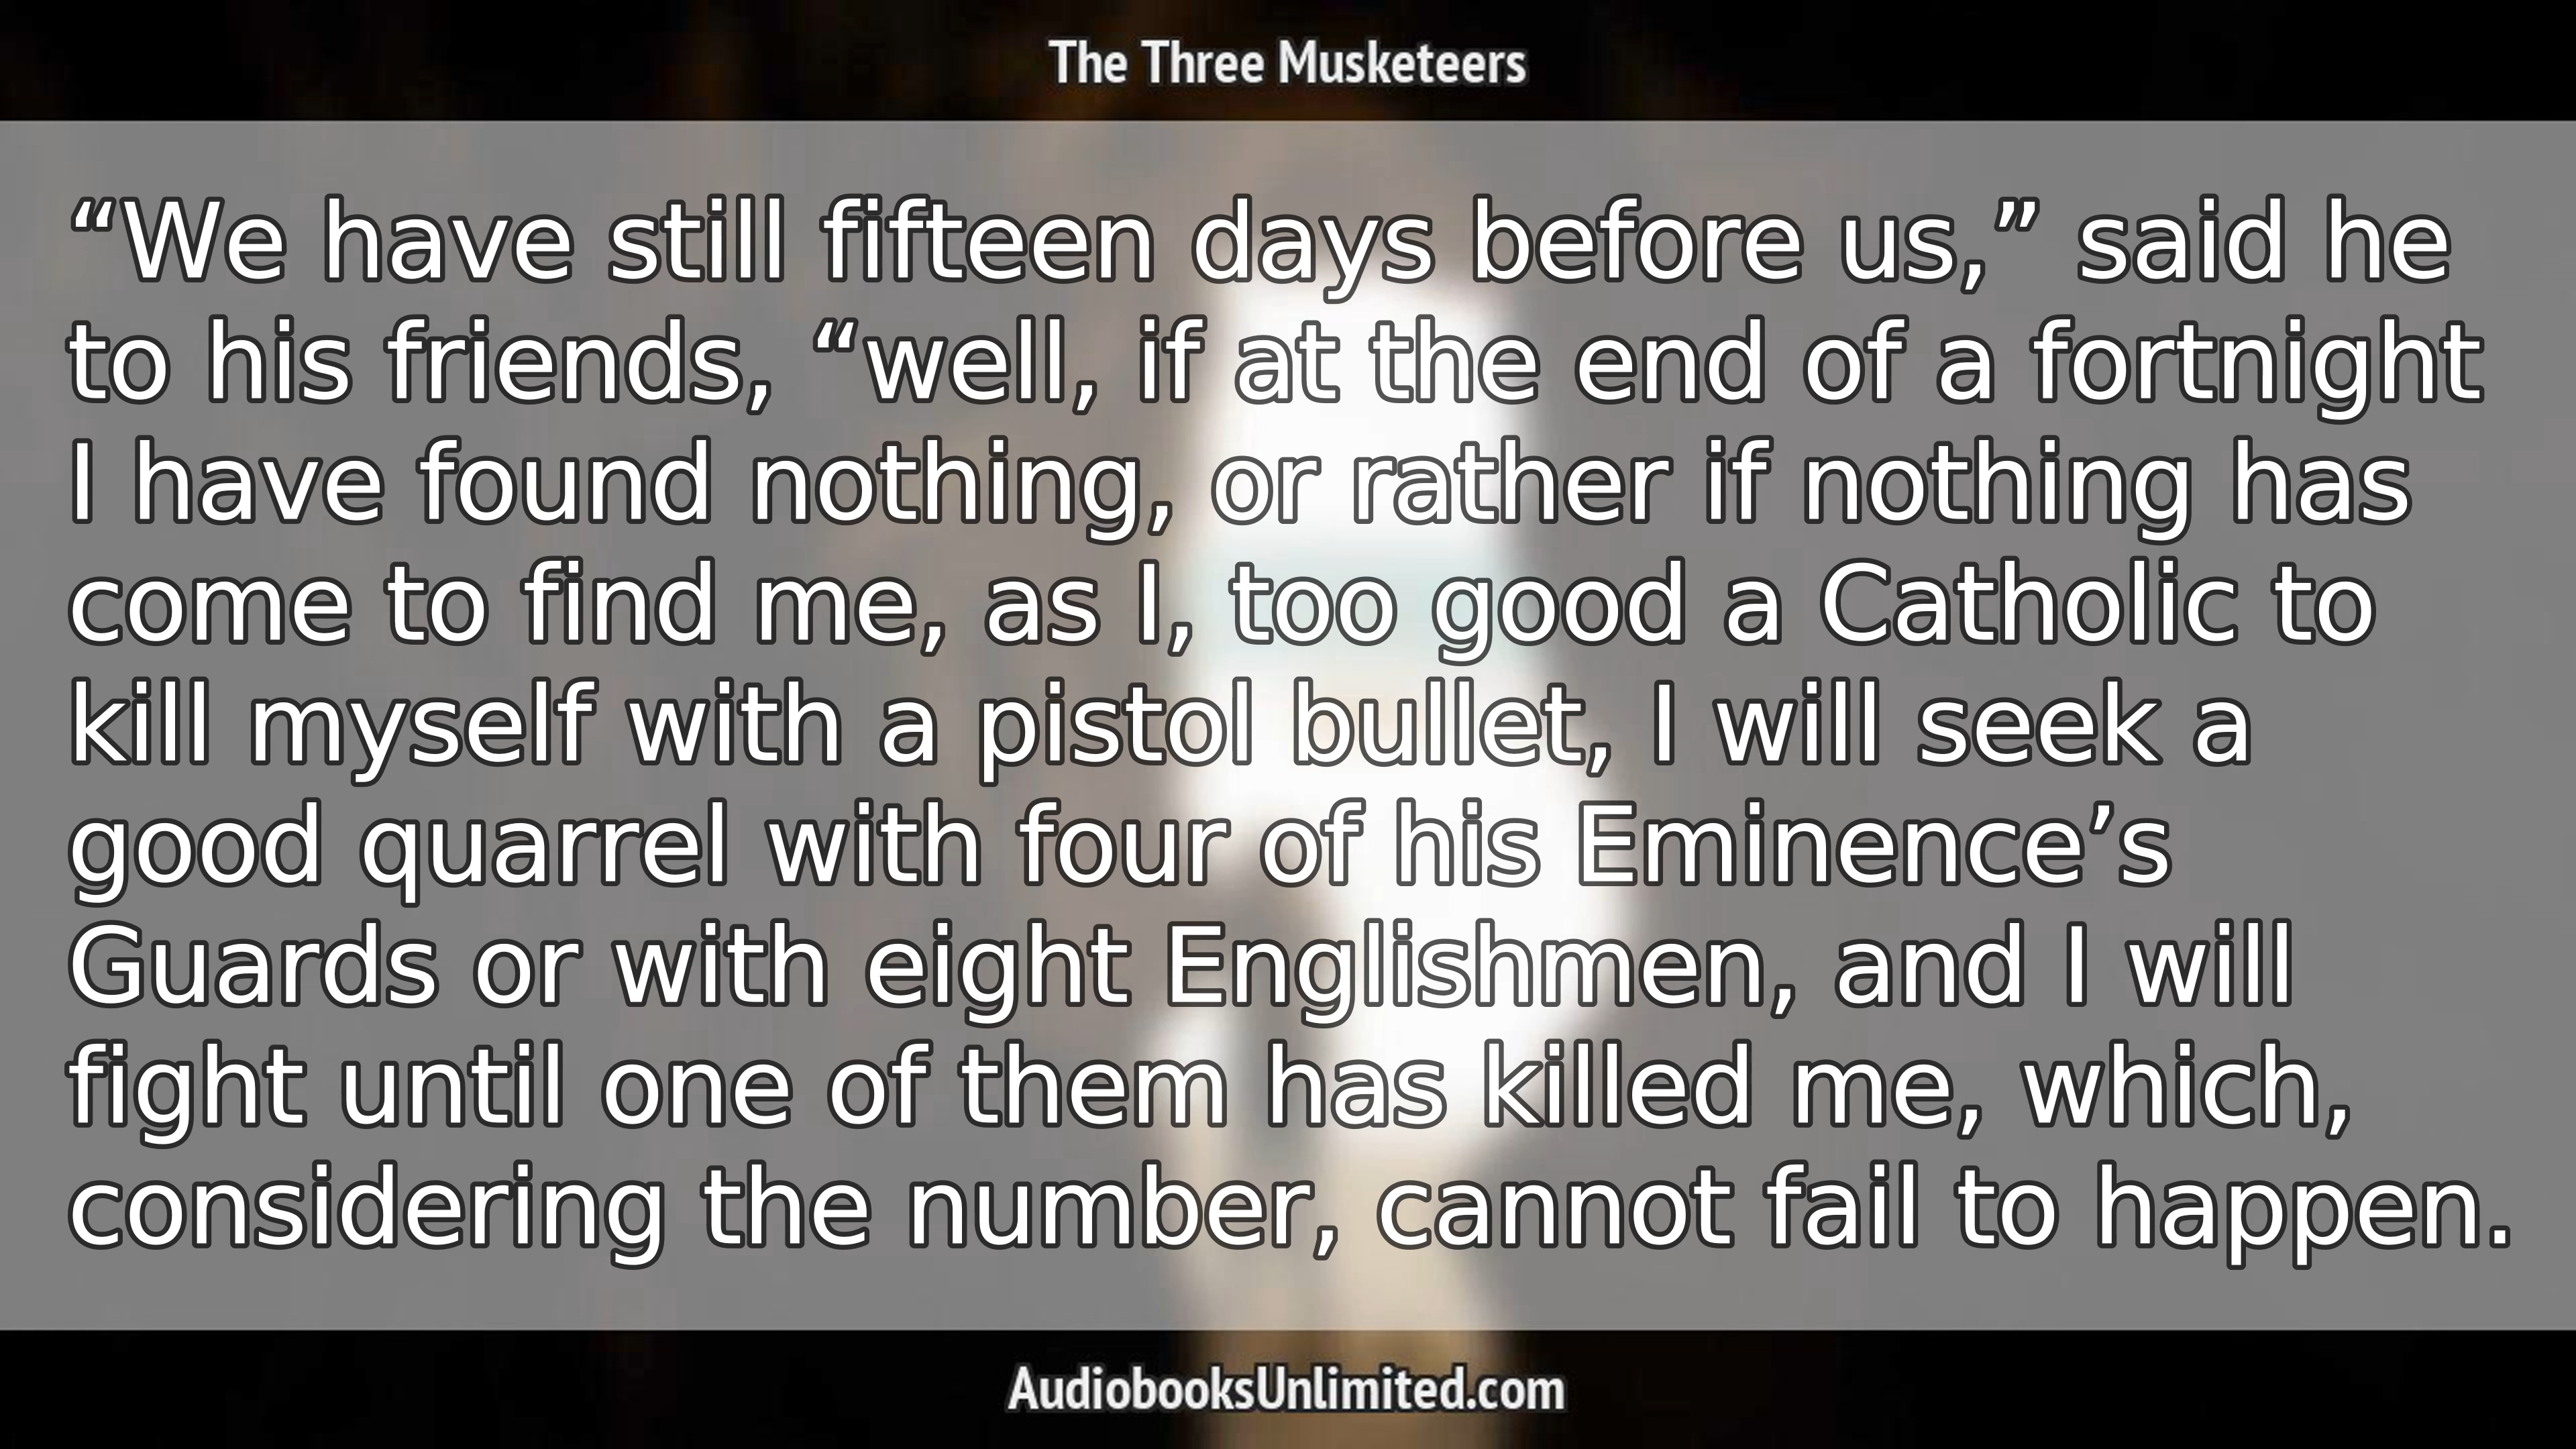 The Three Musketeers
“We have still fifteen days before us,” said he
to his friends, “well, if at the end of a fortnight
I have found nothing, or rather if nothing has
come to find me, as I, too good a Catholic to
kill myself with a pistol bullet, I will seek a
good quarrel with four of his Eminence’s
Guards or with eight Englishmen, and I will
fight until one of them has killed me, which,
considering the number, cannot fail to happen.
AudiobooksUnlimited.com